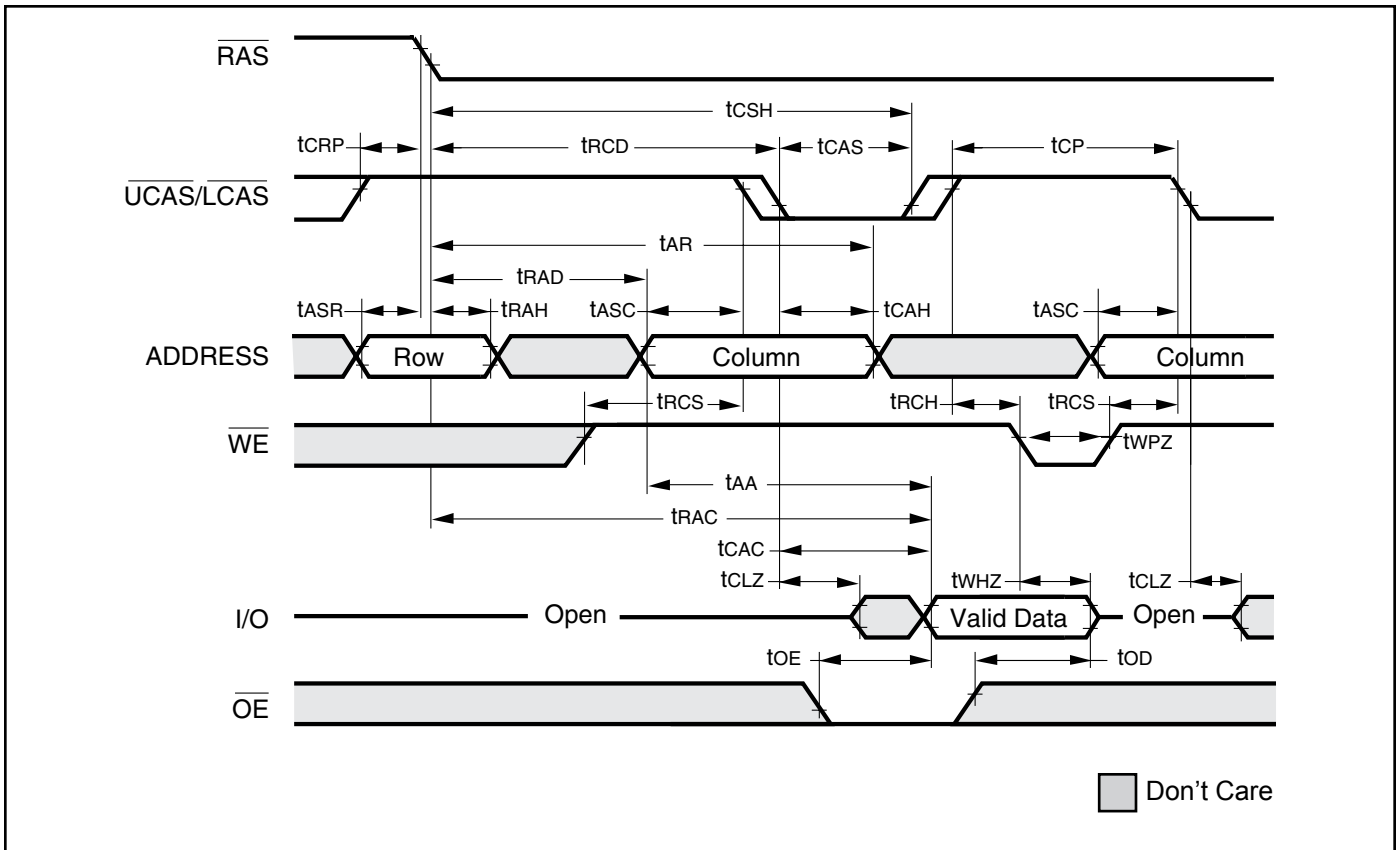 RAS
tCSH
tCRP
tRCD
tCAS
tCP
UCAS/LCAS
tAR
tRAD
tASR
tRAH
tASC
tCAH
tASC
ADDRESS
Row
Column
Column
tRCS
tRCH
tRCS
WE
tWPZ
tAA
tRAC
tCAC
tCLZ
tWHZ
tCLZ
I/O
Open
Valid Data
Open
tOE
tOD
OE
Don't Care